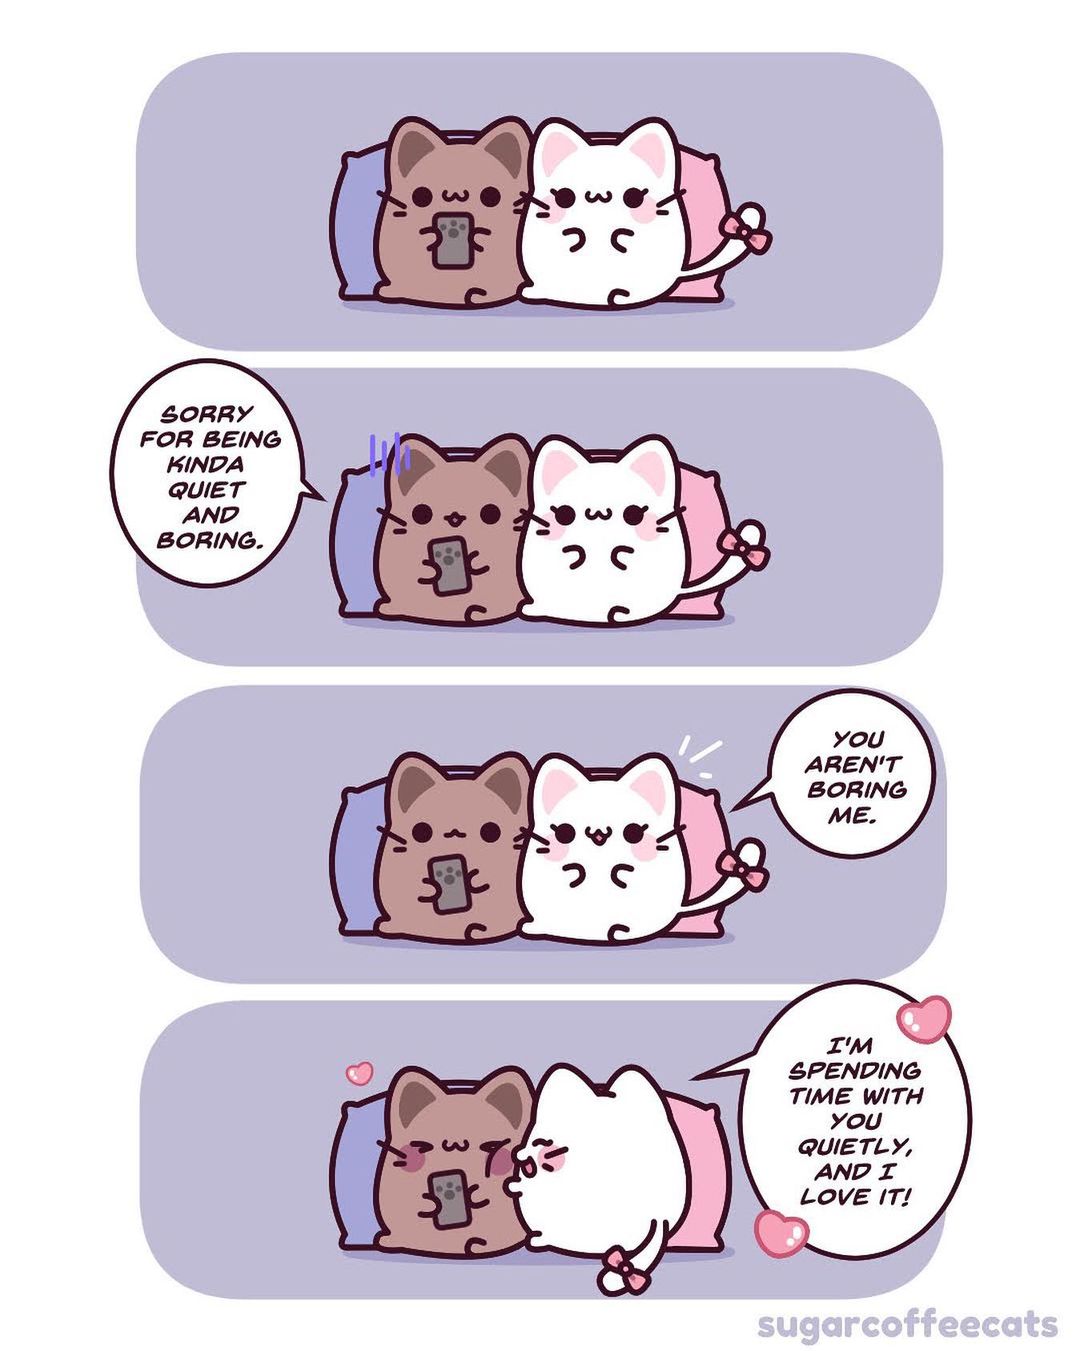 SORRY
FOR BEING
KINDA
QUIET
AND
BORING.
YOU
AREN'T
BORING
ME.
I'M
SPENDING
TIME WITH
YOU
QUIETLY,
AND I
LOVE IT!
sugarcoffeecats